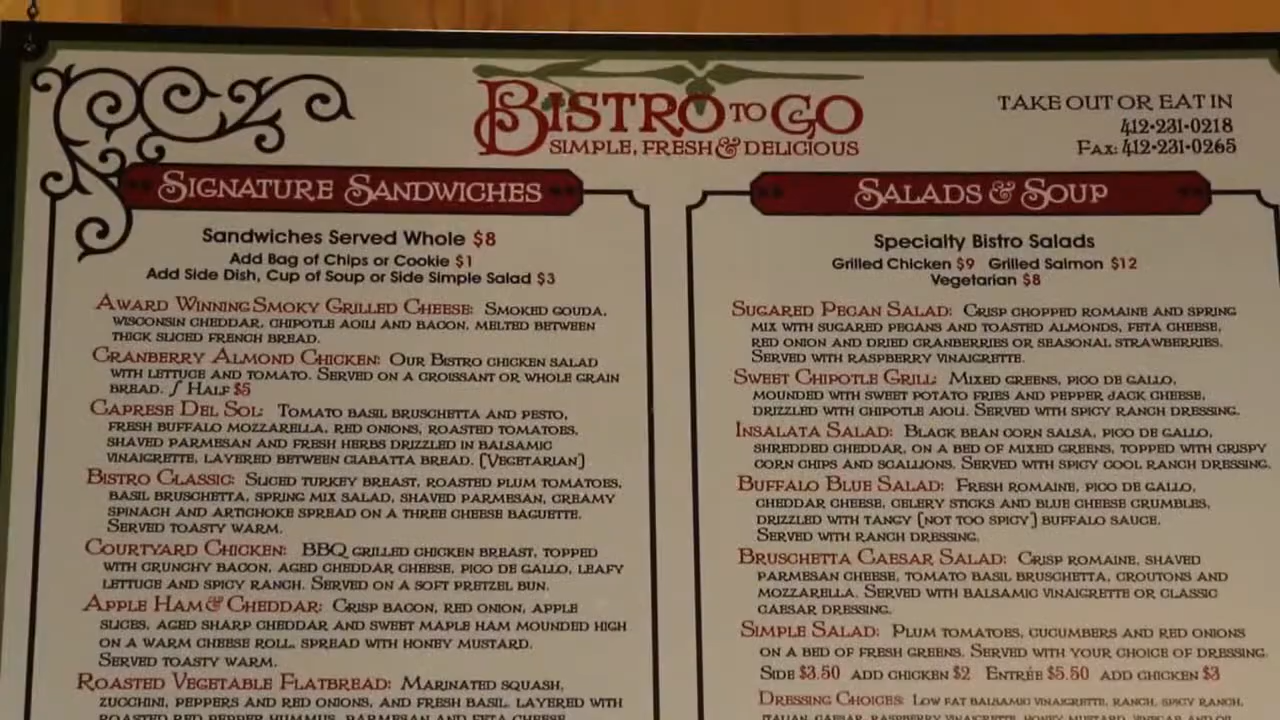 BISTRO TO GO
SIMPLE, FRESH & DELICIOUS
TAKE OUT OR EAT IN
412-231-0218
FAX: 412-231-0265
SIGNATURE SANDWICHES
Sandwiches Served Whole $8
Add Bag of Chips or Cookie $1
Add Side Dish, Cup of Soup or Side Simple Salad $3
AWARD WINNING SMOKY GRILLED CHEESE: SMOKED GOUDA,
WISCONSIN CHEDDAR, CHIPOTLE AOILI AND BACON, MELTED BETWEEN
THICK SLICED FRENCH BREAD.
CRANBERRY ALMOND CHICKEN: OUR BISTRO CHICKEN SALAD
WITH LETTUCE AND TOMATO. SERVED ON A CROISSANT OR WHOLE GRAIN
BREAD. / HALF $5
CAPRESE DEL SOL: TOMATO BASIL BRUSCHETTA AND PESTO,
FRESH BUFFALO MOZZARELLA, RED ONIONS, ROASTED TOMATOES,
SHAVED PARMESAN AND FRESH HERBS DRIZZLED IN BALSAMIC
VINAIGRETTE, LAYERED BETWEEN CIABATTA BREAD. (VEGETARIAN)
BISTRO CLASSIC: SLICED TURKEY BREAST, ROASTED PLUM TOMATOES,
BASIL BRUSCHETTA, SPRING MIX SALAD, SHAVED PARMESAN, CREAMY
SPINACH AND ARTICHOKE SPREAD ON A THREE CHEESE BAGUETTE.
SERVED TOASTY WARM.
COURTYARD CHICKEN: BBQ GRILLED CHICKEN BREAST, TOPPED
WITH CRUNCHY BACON, AGED CHEDDAR CHEESE, PICO DE GALLO, LEAFY
LETTUCE AND SPICY RANCH. SERVED ON A SOFT PRETZEL BUN.
APPLE HAM & CHEDDAR: CRISP BACON, RED ONION, APPLE
SLICES, AGED SHARP CHEDDAR AND SWEET MAPLE HAM MOUNDED HIGH
ON A WARM CHEESE ROLL, SPREAD WITH HONEY MUSTARD.
SERVED TOASTY WARM.
ROASTED VEGETABLE FLATBREAD: MARINATED SQUASH,
ZUCCHINI, PEPPERS AND RED ONIONS, AND FRESH BASIL LAYERED WITH
ROASTED RED PEPPER HUMMUS, PARMESAN AND FETA CHEESE
SALADS & SOUP
Specialty Bistro Salads
Grilled Chicken $9 Grilled Salmon $12
Vegetarian $8
SUGARED PECAN SALAD: CRISP CHOPPED ROMAINE AND SPRING
MIX WITH SUGARED PECANS AND TOASTED ALMONDS, FETA CHEESE,
RED ONION AND DRIED CRANBERRIES OR SEASONAL STRAWBERRIES.
SERVED WITH RASPBERRY VINAIGRETTE.
SWEET CHIPOTLE GRILL: MIXED GREENS, PICO DE GALLO,
MOUNDED WITH SWEET POTATO FRIES AND PEPPER JACK CHEESE,
DRIZZLED WITH CHIPOTLE AIOLI. SERVED WITH SPICY RANCH DRESSING.
INSALATA SALAD: BLACK BEAN CORN SALSA, PICO DE GALLO,
SHREDDED CHEDDAR, ON A BED OF MIXED GREENS, TOPPED WITH CRISPY
CORN CHIPS AND SCALLIONS. SERVED WITH SPICY COOL RANCH DRESSING.
BUFFALO BLUE SALAD: FRESH ROMAINE, PICO DE GALLO,
CHEDDAR CHEESE, CELERY STICKS AND BLUE CHEESE CRUMBLES,
DRIZZLED WITH TANGY (NOT TOO SPICY) BUFFALO SAUCE.
SERVED WITH RANCH DRESSING.
BRUSCHETTA CAESAR SALAD: CRISP ROMAINE, SHAVED
PARMESAN CHEESE, TOMATO BASIL BRUSCHETTA, CROUTONS AND
MOZZARELLA. SERVED WITH BALSAMIC VINAIGRETTE OR CLASSIC
CAESAR DRESSING.
SIMPLE SALAD: PLUM TOMATOES, CUCUMBERS AND RED ONIONS
ON A BED OF FRESH GREENS. SERVED WITH YOUR CHOICE OF DRESSING.
SIDE $3.50 ADD CHICKEN $2 ENTRÉE $5.50 ADD CHICKEN $3
DRESSING CHOICES: LOW FAT BALSAMIC VINAIGRETTE, RANCH, SPICY RANCH,
ITALIAN, CAESAR, RASPBERRY VINAIGRETTE, HONEY MUSTARD, VINEGAR OR